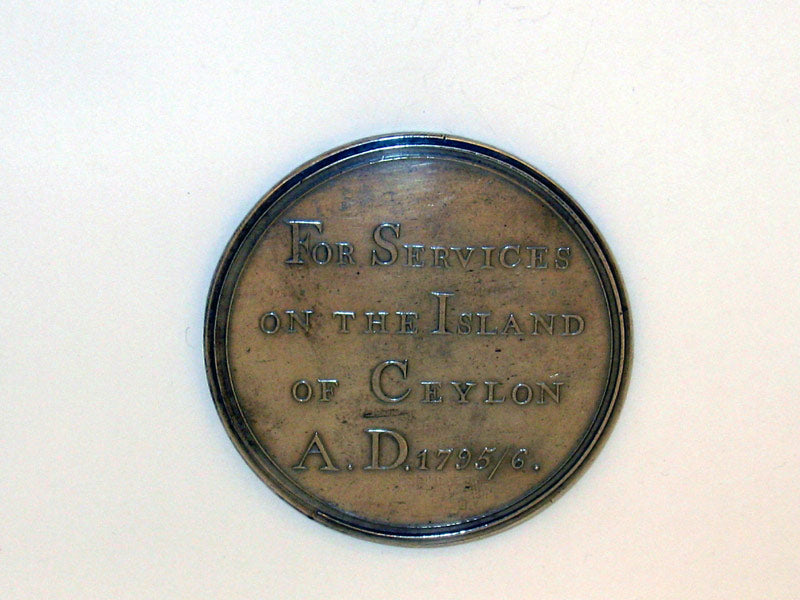 For Services
on the Island
of Ceylon
A.D. 1795/6.